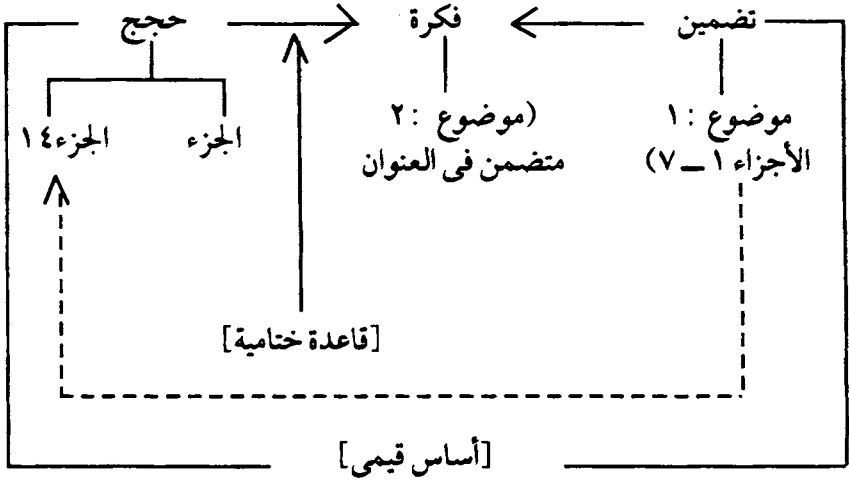 تضمين
فكرة
حجج
موضوع : ١
الأجزاء ١ ــ ٧)
(موضوع : ٢
متضمن فى العنوان
الجزء
الجزء١٤
[قاعدة ختامية]
[أساس قيمى]